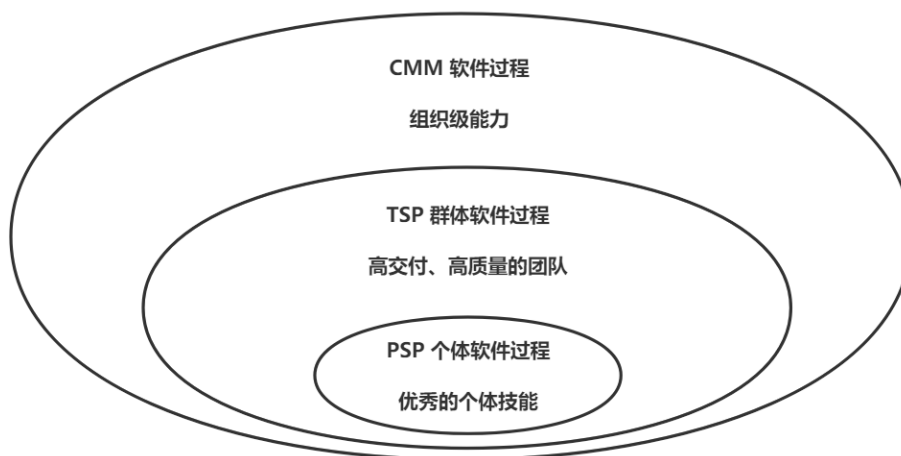 CMM 软件过程
组织级能力
TSP 群体软件过程
高交付、高质量的团队
PSP 个体软件过程
优秀的个体技能